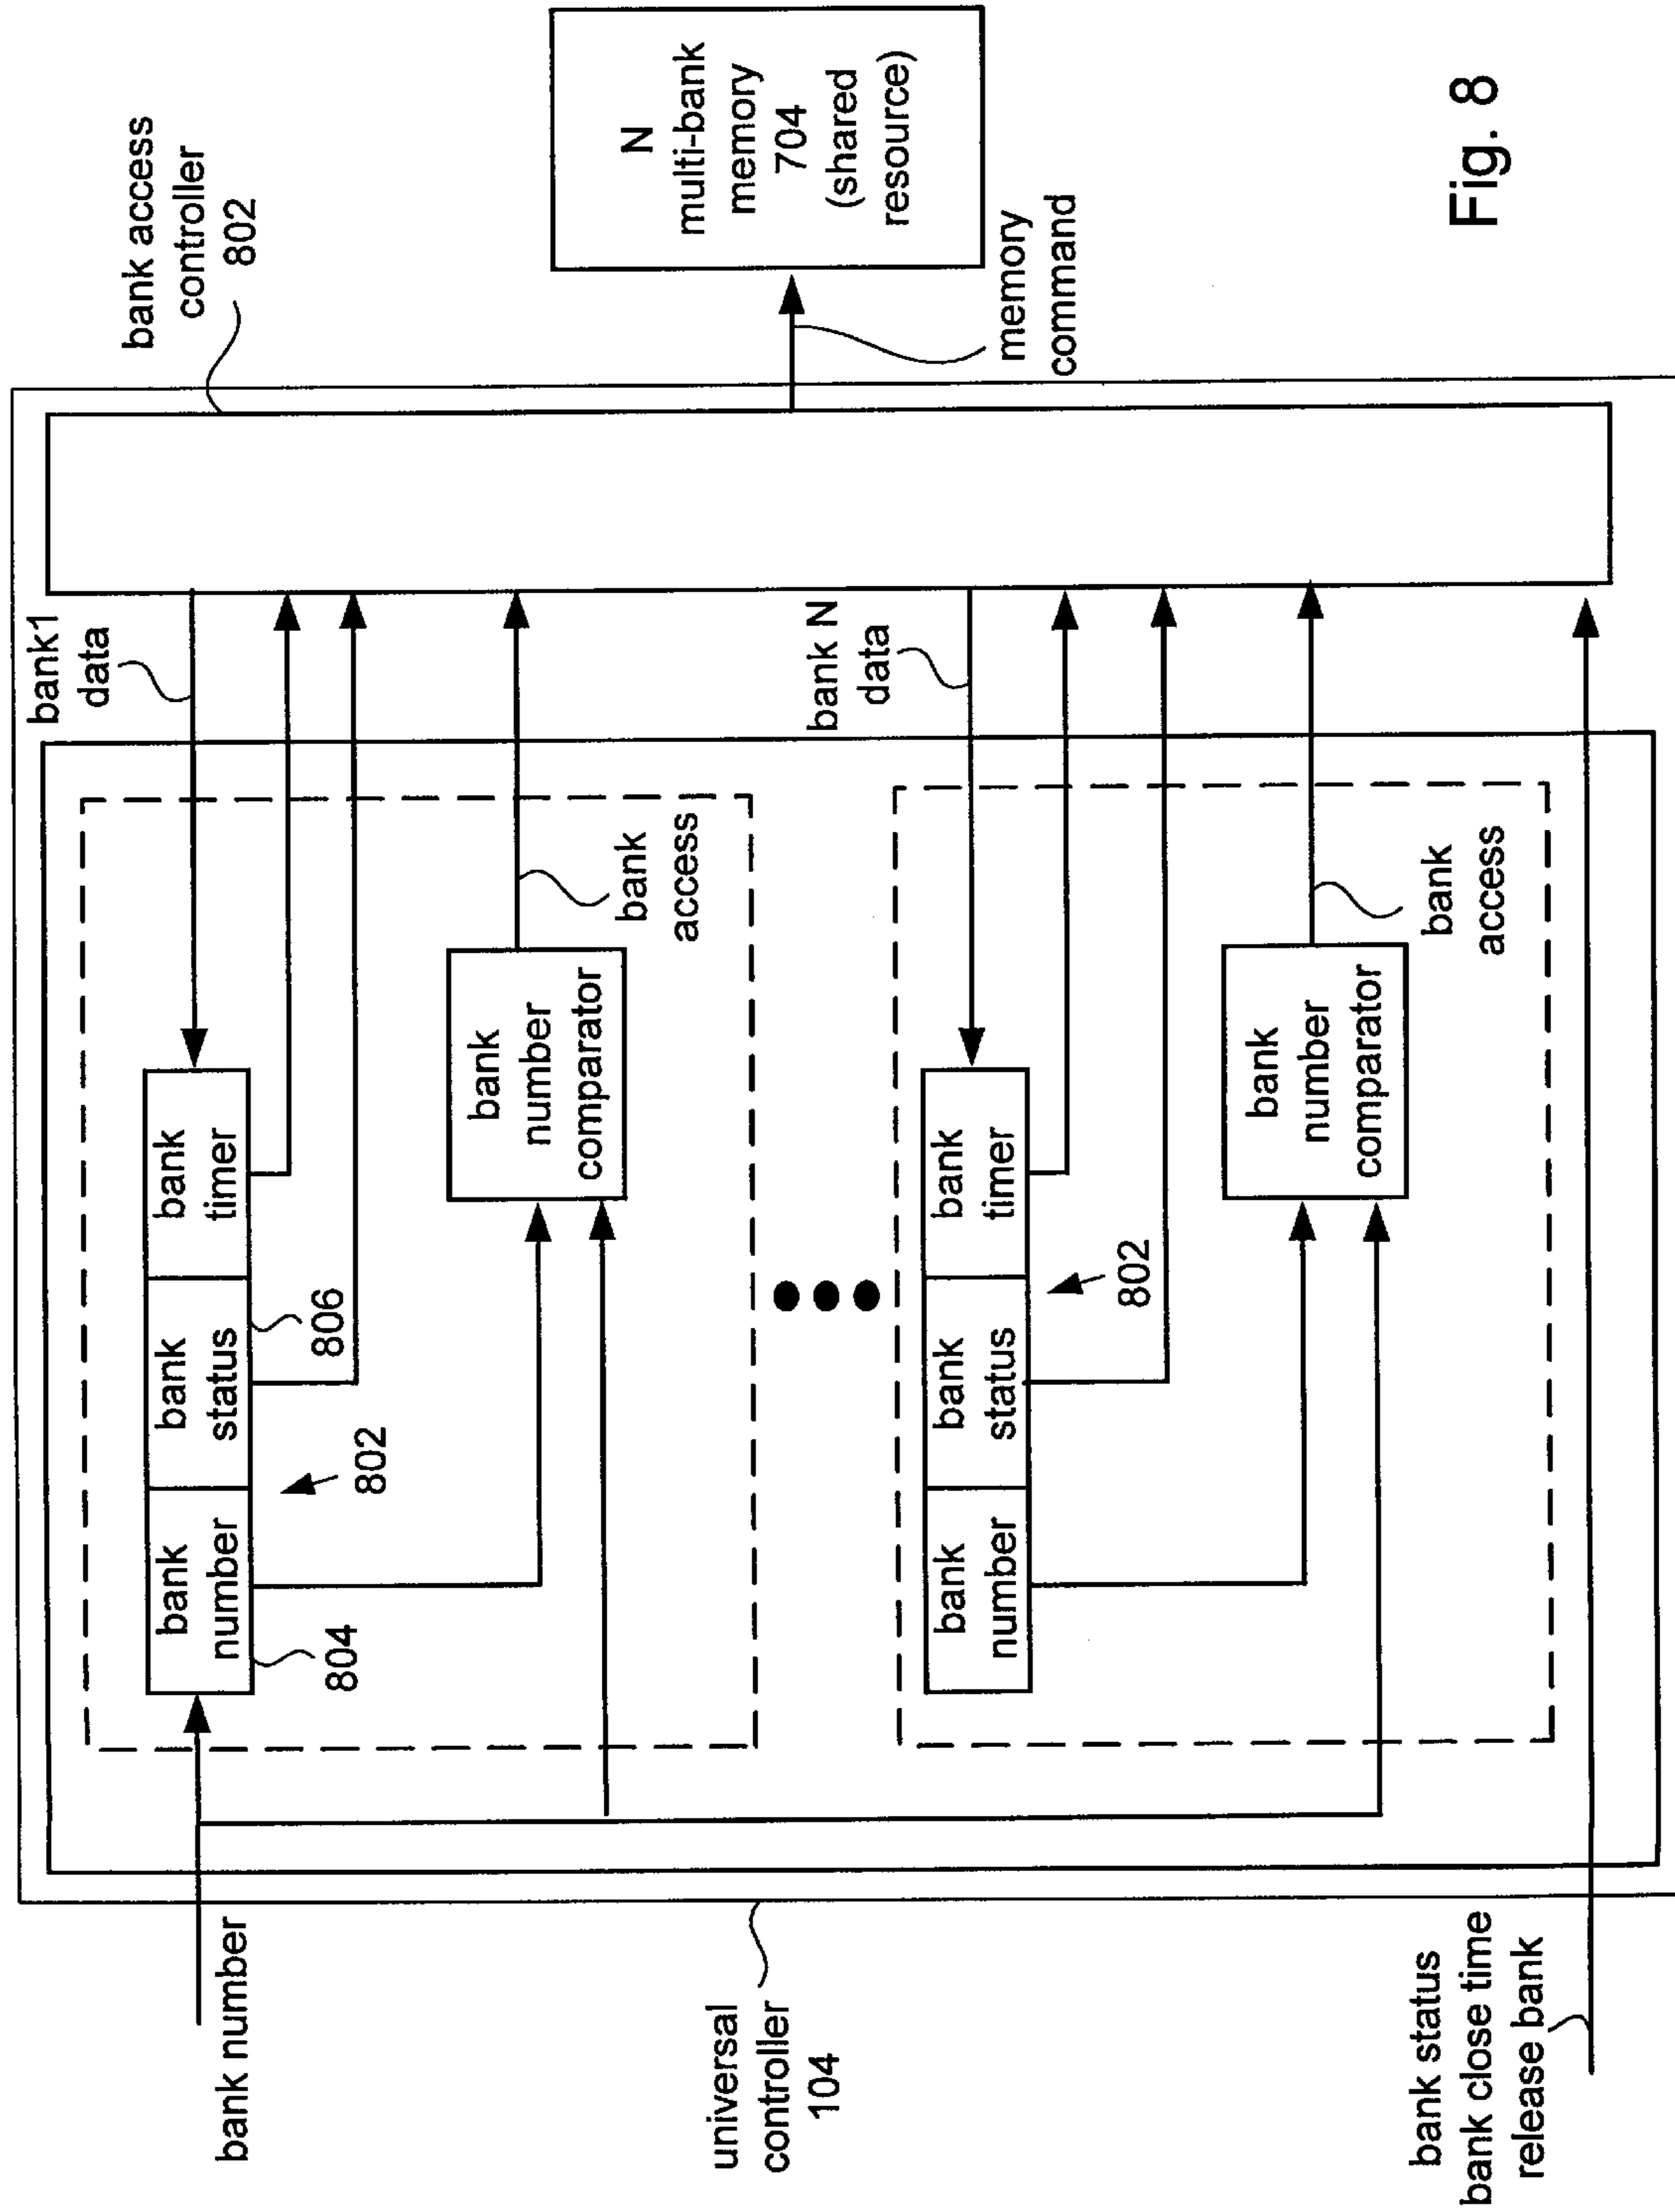 bank number
universal
controller
104
bank status
bank close time
release bank
bank
number
804
bank
status
806
802
bank
timer
bank
number
comparator
bank
access
bank1
data
bank
number
bank
status
802
bank
timer
bank
number
comparator
bank
access
bank N
data
bank access
controller
802
memory
command
N
multi-bank
memory
704
(shared
resource)
Fig. 8